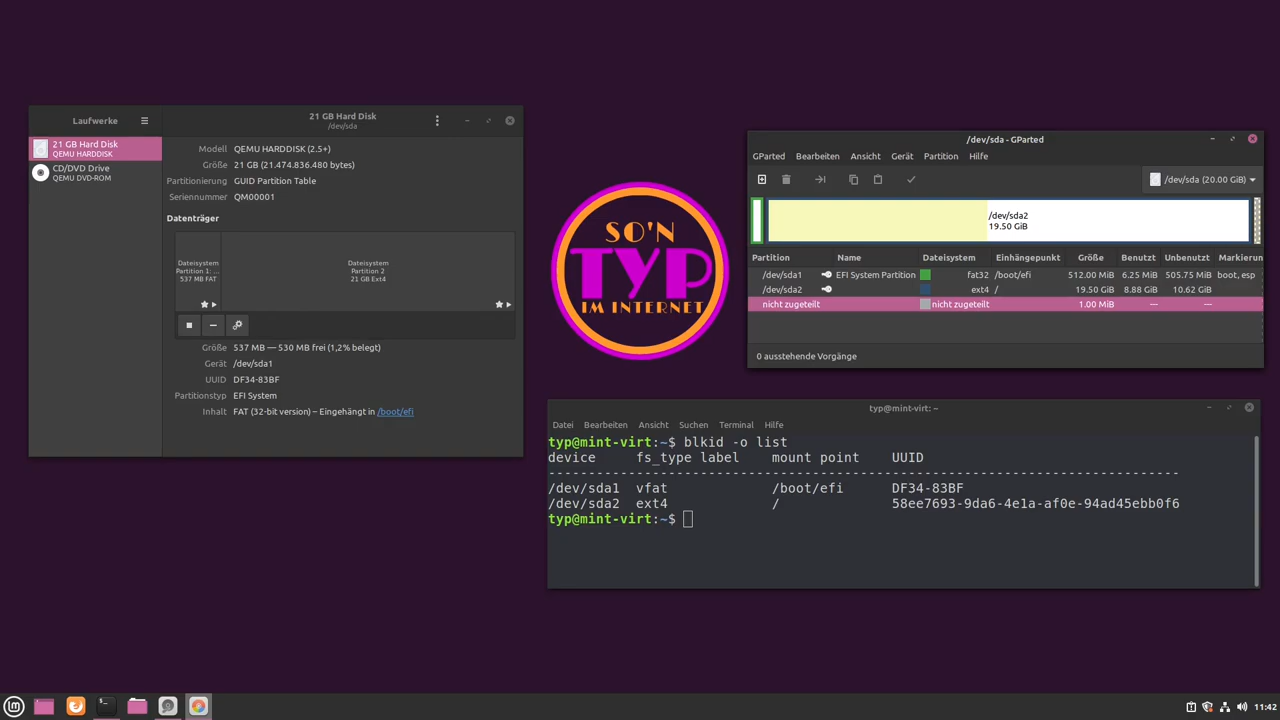 Laufwerke
21 GB Hard Disk
/dev/sda
21 GB Hard Disk
QEMU HARDDISK
CD/DVD Drive
QEMU DVD-ROM
Modell QEMU HARDDISK (2.5+)
Größe 21 GB (21.474.836.480 bytes)
Partitionierung GUID Partition Table
Seriennummer QM00001
Datenträger
Dateisystem
Partition 1: …
537 MB FAT
Dateisystem
Partition 2
21 GB Ext4
Größe 537 MB — 530 MB frei (1,2% belegt)
Gerät /dev/sda1
UUID DF34-83BF
Partitionstyp EFI System
Inhalt FAT (32-bit version) – Eingehängt in /boot/efi
SO'N
TYP
IM INTERNET
/dev/sda - GParted
GParted Bearbeiten Ansicht Gerät Partition Hilfe
/dev/sda (20.00 GiB)
/dev/sda2
19.50 GiB
Partition Name Dateisystem Einhängepunkt Größe Benutzt Unbenutzt Markierun
/dev/sda1 EFI System Partition fat32 /boot/efi 512.00 MiB 6.25 MiB 505.75 MiB boot, esp
/dev/sda2 ext4 / 19.50 GiB 8.88 GiB 10.62 GiB
nicht zugeteilt nicht zugeteilt 1.00 MiB --- ---
0 ausstehende Vorgänge
typ@mint-virt: ~
Datei Bearbeiten Ansicht Suchen Terminal Hilfe
typ@mint-virt:~$ blkid -o list
device fs_type label mount point UUID
-------------------------------------------------------------------------------
/dev/sda1 vfat /boot/efi DF34-83BF
/dev/sda2 ext4 / 58ee7693-9da6-4e1a-af0e-94ad45ebb0f6
typ@mint-virt:~$
11:42